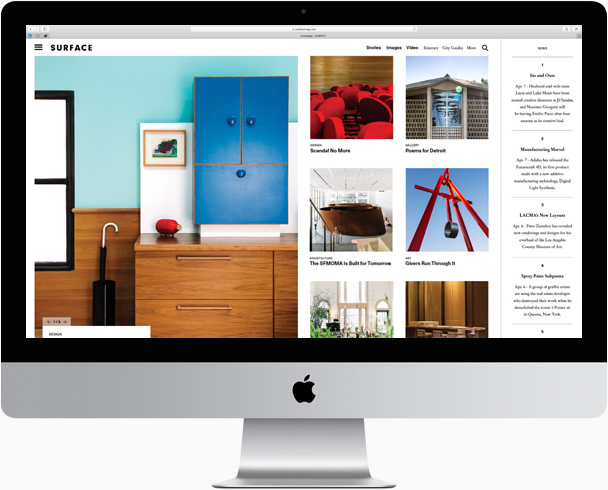 surfacemag.com
Homepage - SURFACE
SURFACE
Stories Images Video Itinerary City Guides More
1/5
DESIGN
DESIGN
Scandal No More
GALLERY
Poems for Detroit
ARCHITECTURE
The SFMOMA is Built for Tomorrow
ART
Givers Run Through It
NEWS
1
Ins and Outs
Apr. 7 - Husband-and-wife team
Lucie and Luke Meier have been
named creative directors at Jil Sander,
and Massimo Giorgetti will
be leaving Emilio Pucci after four
seasons as its creative lead.
2
Manufacturing Marvel
Apr. 7 - Adidas has released the
Futurecraft 4D, its first product
made with a new additive
manufacturing technology, Digital
Light Synthesis.
3
LACMA's New Layouts
Apr. 6 - Peter Zumthor has revealed
new renderings and designs for his
overhaul of the Los Angeles
County Museum of Art.
4
Spray Paint Subpoena
Apr. 6 - A group of graffiti artists
are suing the real estate developer
who destroyed their work when he
demolished the iconic 5 Pointz site
in Queens, New York.
5